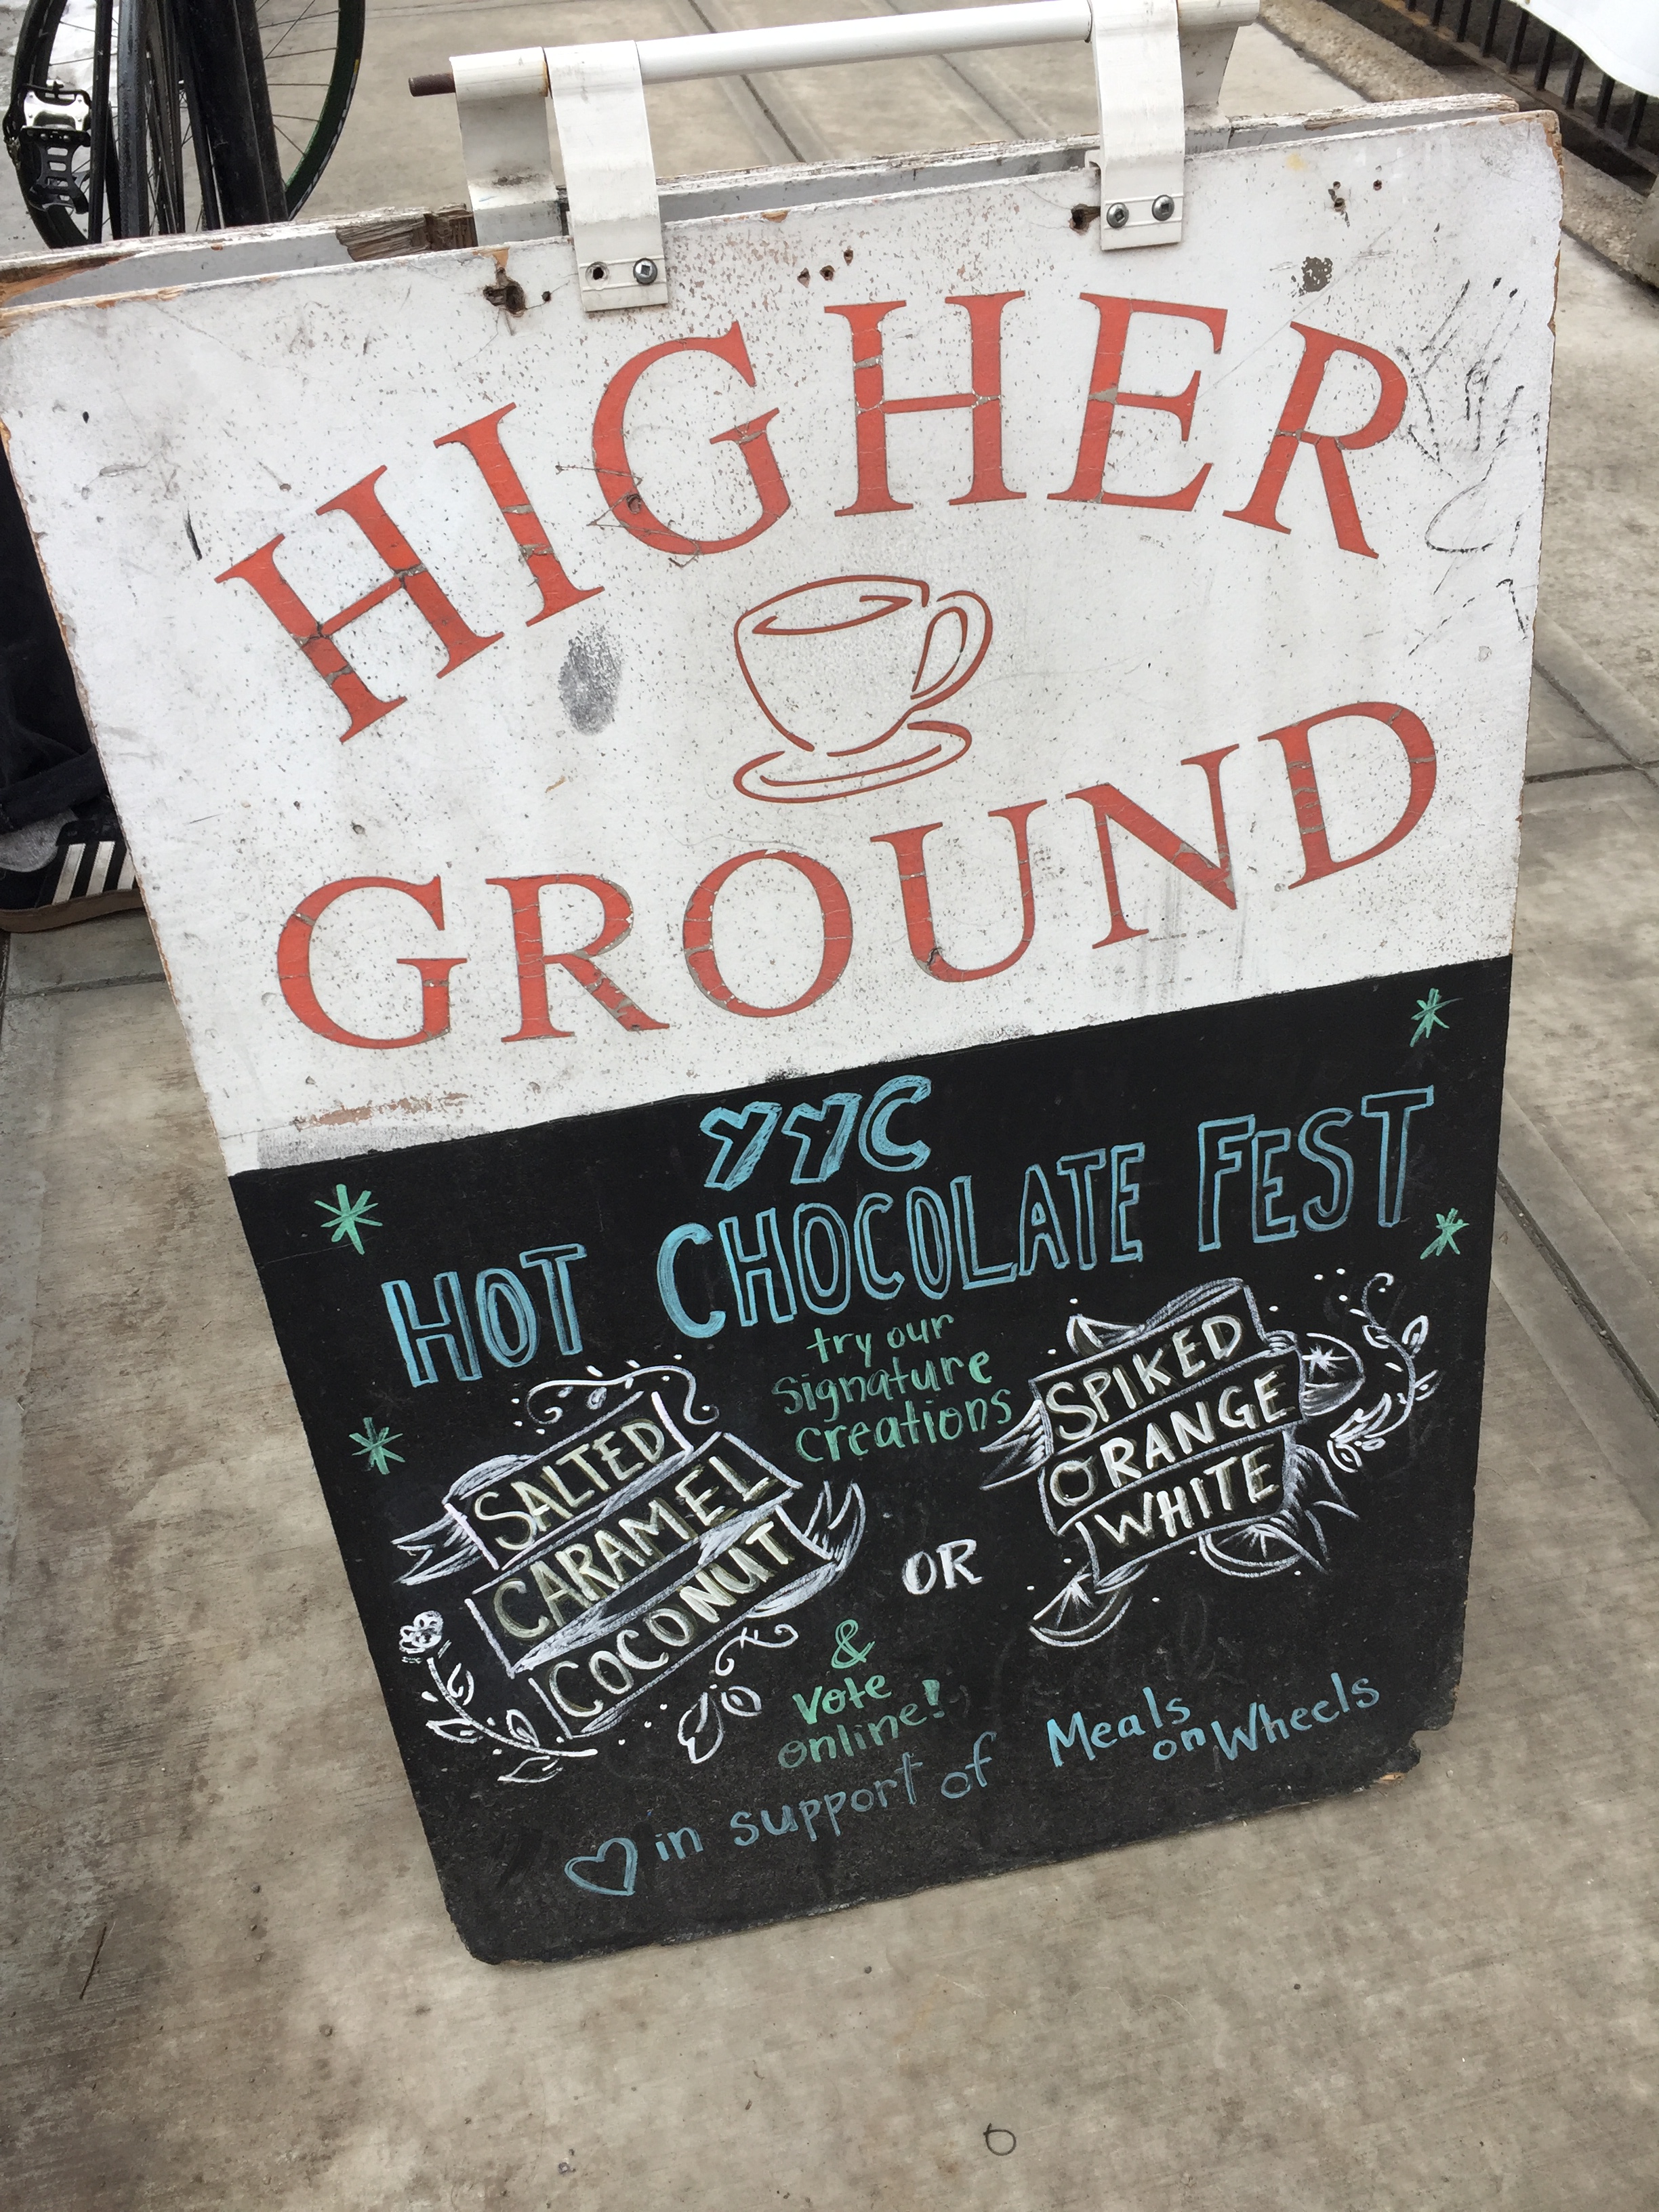 HIGHER
GROUND
YYC
HOT CHOCOLATE FEST
try our
signature
creations
SALTED
CARAMEL
COCONUT
OR
SPIKED
ORANGE
WHITE
&
Vote
online!
in support of Meals
on Wheels